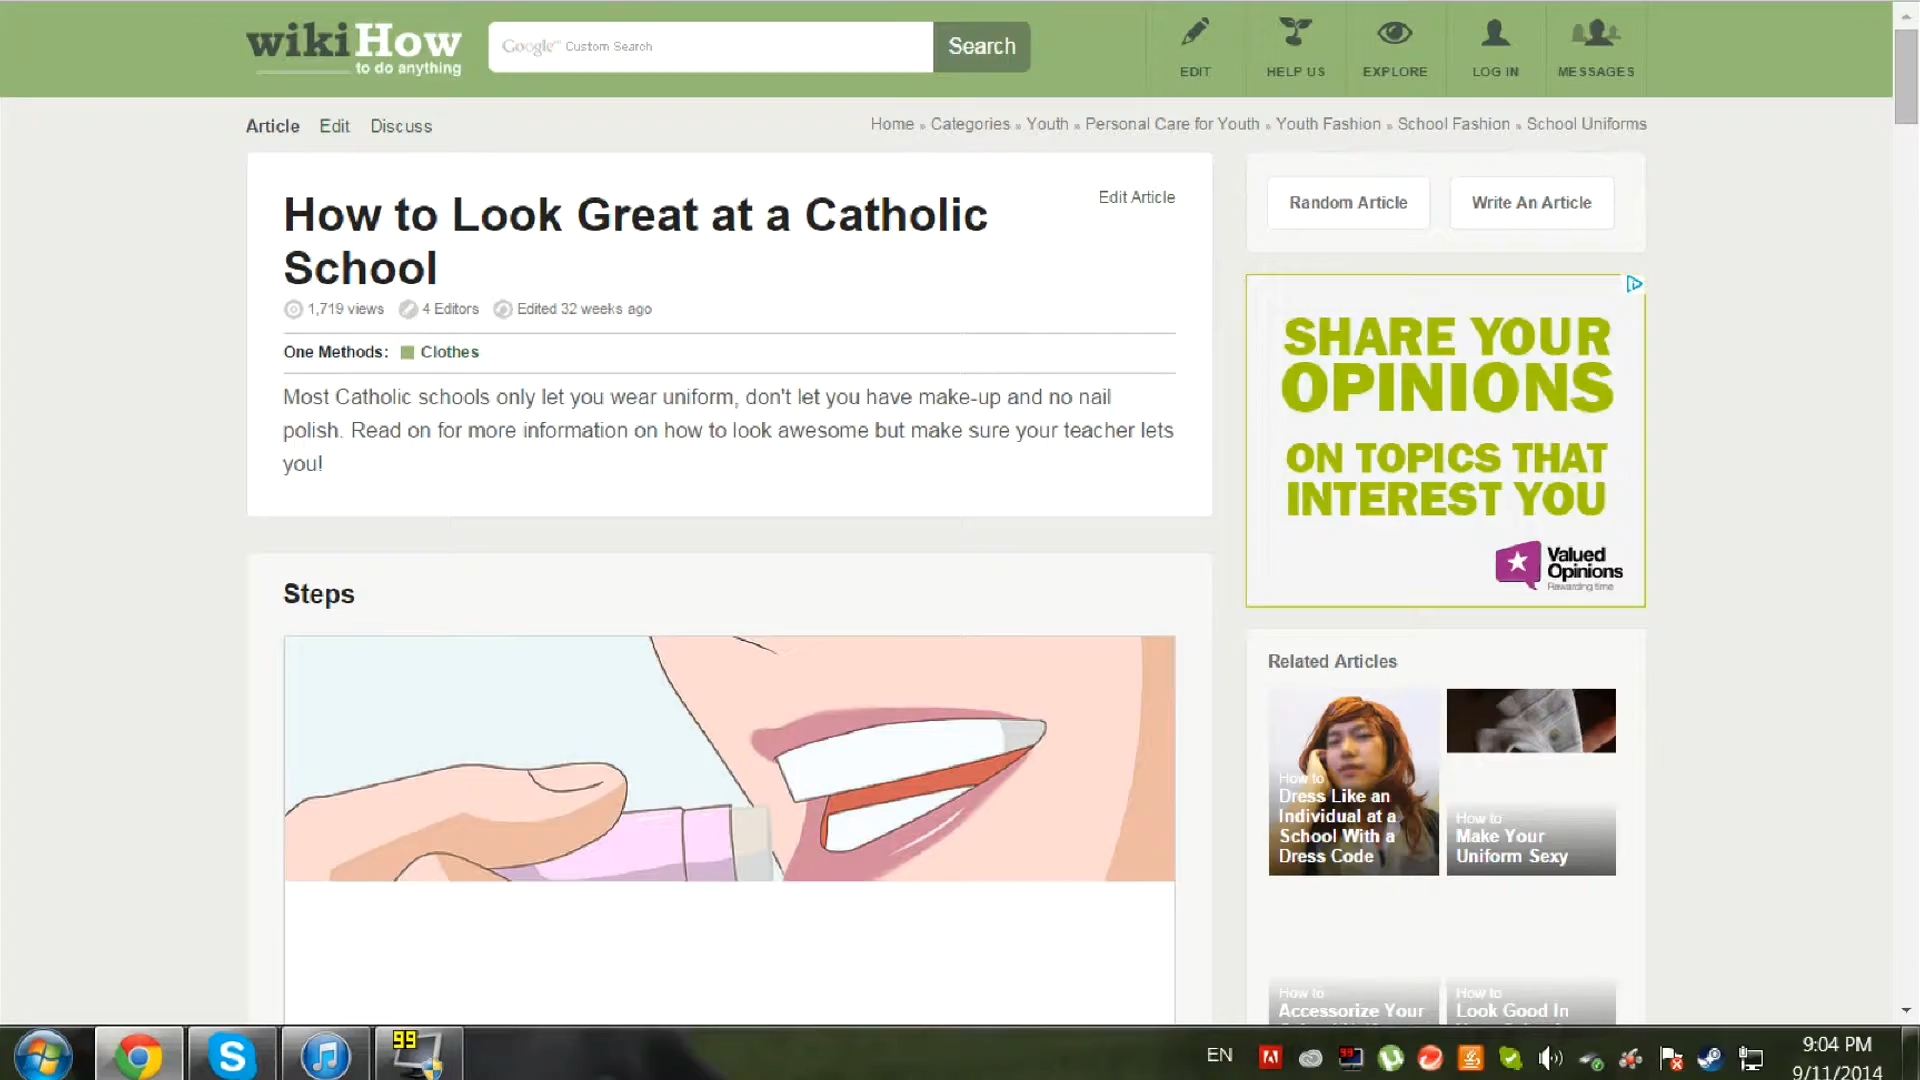 wikiHow
to do anything
Google™ Custom Search
Search
EDIT
HELP US
EXPLORE
LOG IN
MESSAGES
Article Edit Discuss
Home » Categories » Youth » Personal Care for Youth » Youth Fashion » School Fashion » School Uniforms
How to Look Great at a Catholic
School
Edit Article
1,719 views 4 Editors Edited 32 weeks ago
One Methods: Clothes
Most Catholic schools only let you wear uniform, don't let you have make-up and no nail
polish. Read on for more information on how to look awesome but make sure your teacher lets
you!
Steps
Random Article
Write An Article
SHARE YOUR
OPINIONS
ON TOPICS THAT
INTEREST YOU
Valued
Opinions
Rewarding time
Related Articles
How to
Dress Like an
Individual at a
School With a
Dress Code
How to
Make Your
Uniform Sexy
How to
Accessorize Your
How to
Look Good In
99
EN
9:04 PM
9/11/2014